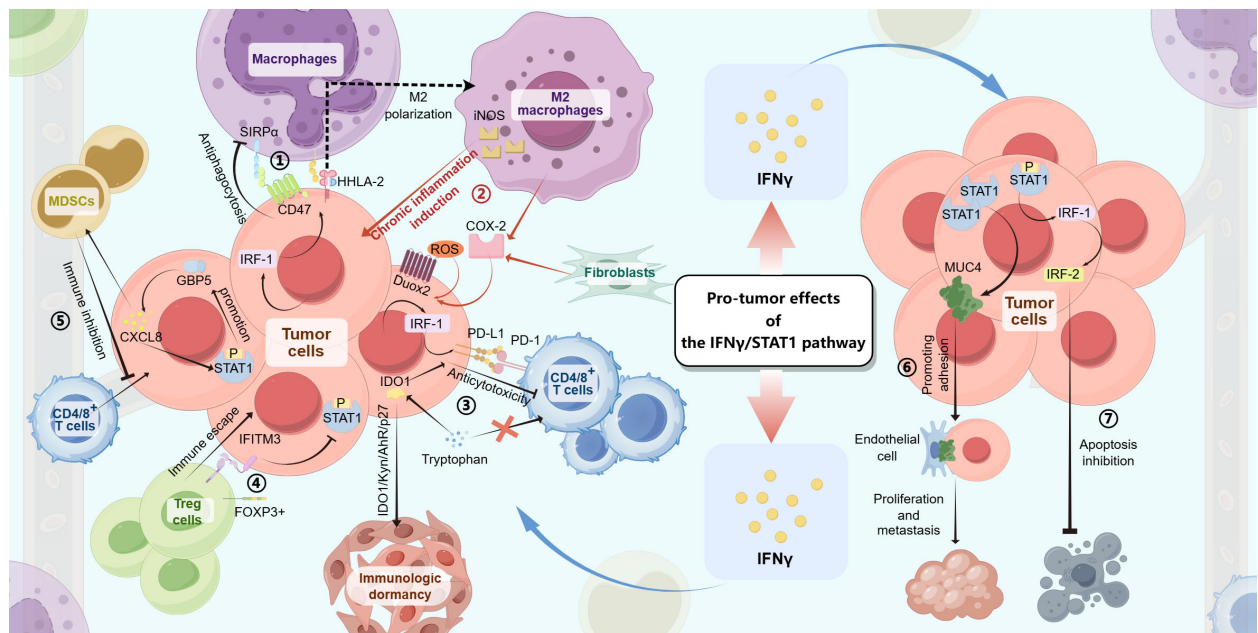 Macrophages
M2
polarization
M2
macrophages
iNOS
SIRPα
①
Antiphagocytosis
CD47
HHLA-2
Chronic inflammation
induction
②
COX-2
ROS
Duox2
Fibroblasts
MDSCs
Immune inhibition
⑤
GBP5
promotion
CXCL8
P
STAT1
CD4/8+
T cells
IRF-1
Tumor
cells
IRF-1
PD-L1
PD-1
IDO1
Anticytotoxicity
③
CD4/8+
T cells
Tryptophan
P
STAT1
IFITM3
Immune escape
④
Treg
cells
FOXP3+
IDO1/Kyn/AhR/p27
Immunologic
dormancy
IFNγ
Pro-tumor effects
of
the IFNγ/STAT1 pathway
IFNγ
STAT1
STAT1
P
STAT1
IRF-1
IRF-2
MUC4
Tumor
cells
⑥
Promoting
adhesion
⑦
Apoptosis
inhibition
Endothelial
cell
Proliferation
and
metastasis